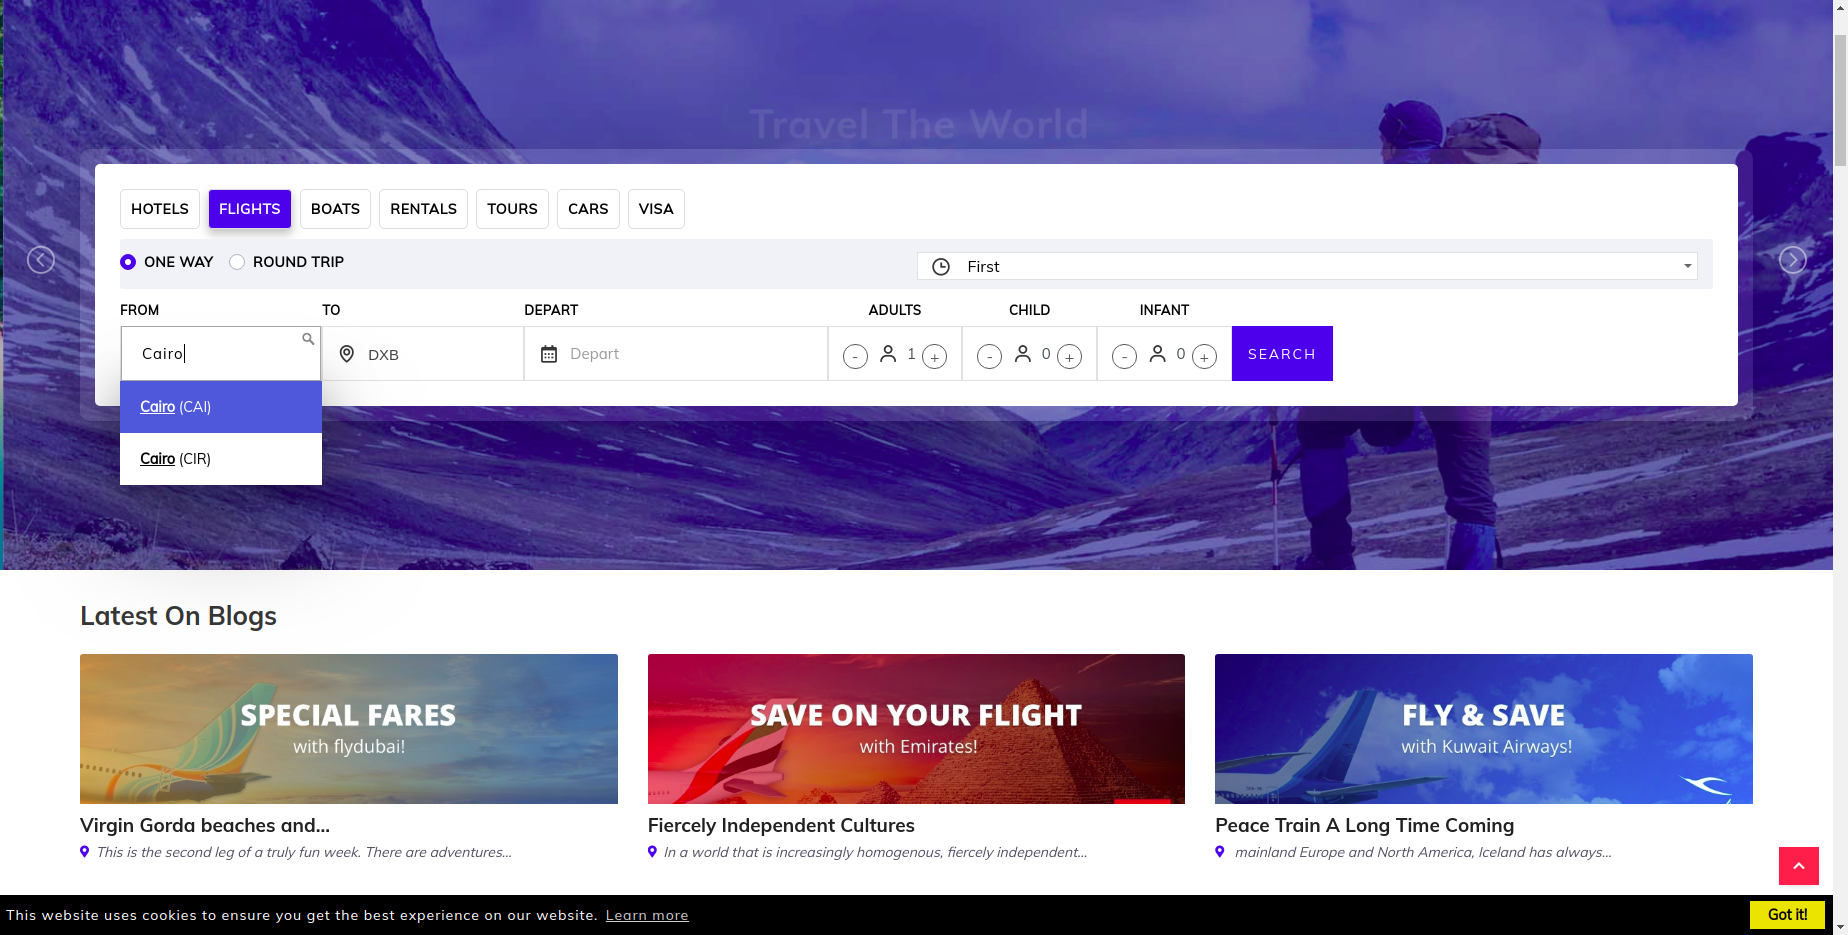 Travel The World
HOTELS
FLIGHTS
BOATS
RENTALS
TOURS
CARS
VISA
ONE WAY
ROUND TRIP
First
FROM
TO
DEPART
ADULTS
CHILD
INFANT
Cairo
DXB
Depart
- 1 +
- 0 +
- 0 +
SEARCH
Cairo (CAI)
Cairo (CIR)
Latest On Blogs
SPECIAL FARES
with flydubai!
SAVE ON YOUR FLIGHT
with Emirates!
FLY & SAVE
with Kuwait Airways!
Virgin Gorda beaches and...
This is the second leg of a truly fun week. There are adventures...
Fiercely Independent Cultures
In a world that is increasingly homogenous, fiercely independent...
Peace Train A Long Time Coming
mainland Europe and North America, Iceland has always...
This website uses cookies to ensure you get the best experience on our website. Learn more
Got it!